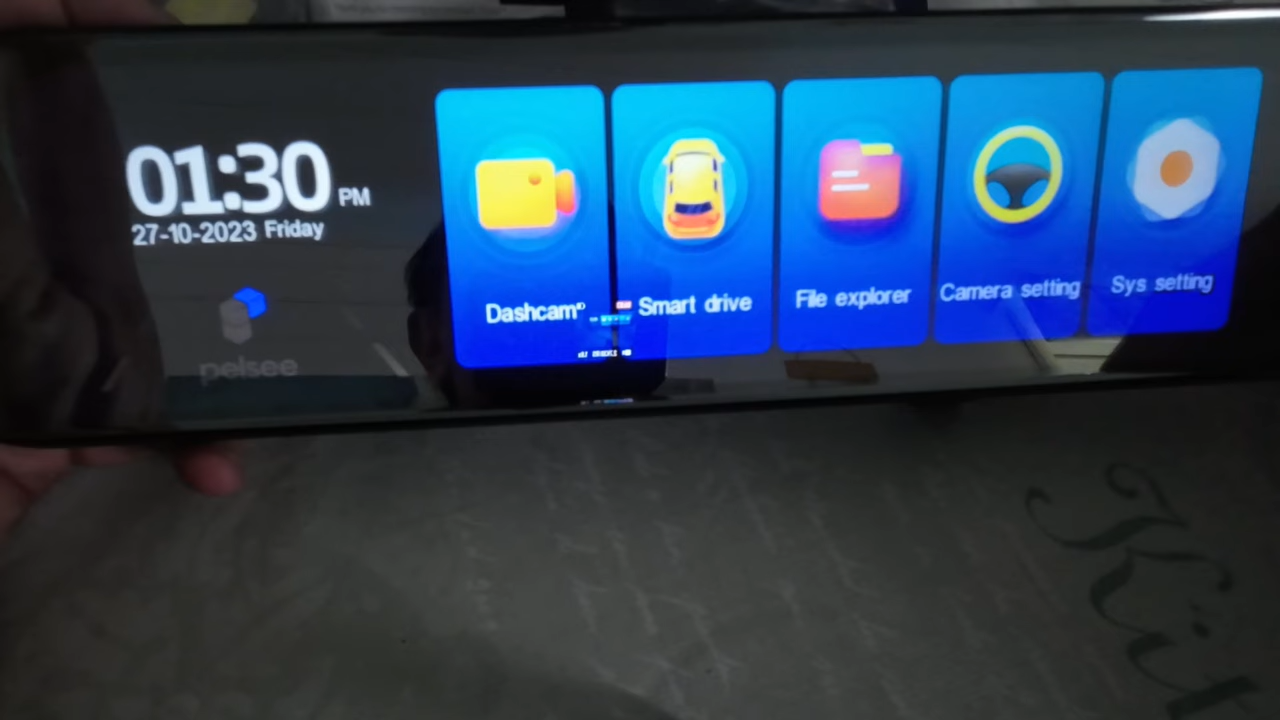 01:30 PM
27-10-2023 Friday
pelsee
Dashcam
Smart drive
File explorer
Camera setting
Sys setting